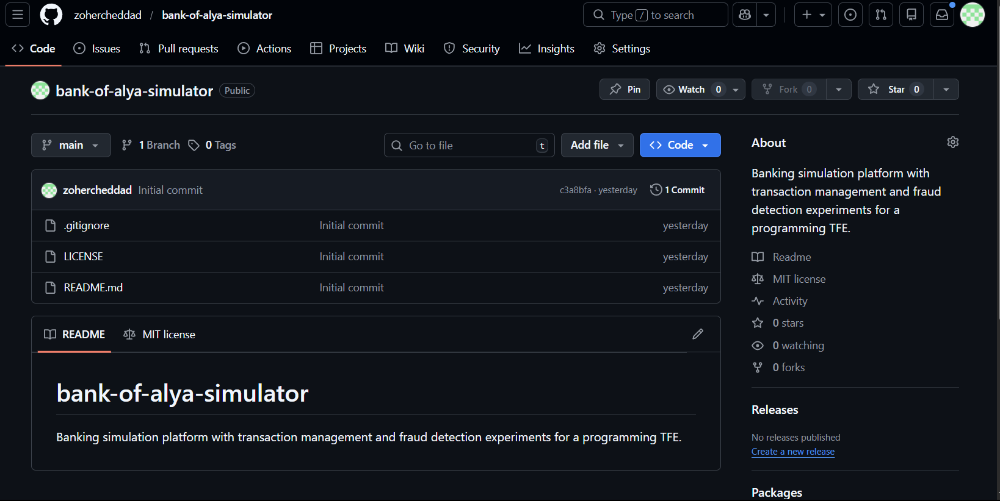 zohercheddad / bank-of-alya-simulator
Type / to search
Code Issues Pull requests Actions Projects Wiki Security Insights Settings
bank-of-alya-simulator Public
Pin Watch 0 Fork 0 Star 0
main 1 Branch 0 Tags Go to file t Add file Code
zohercheddad Initial commit c3a8bfa · yesterday 1 Commit
.gitignore Initial commit yesterday
LICENSE Initial commit yesterday
README.md Initial commit yesterday
README MIT license
bank-of-alya-simulator
Banking simulation platform with transaction management and fraud detection experiments for a programming TFE.
About
Banking simulation platform with
transaction management and fraud
detection experiments for a
programming TFE.
Readme
MIT license
Activity
0 stars
0 watching
0 forks
Releases
No releases published
Create a new release
Packages